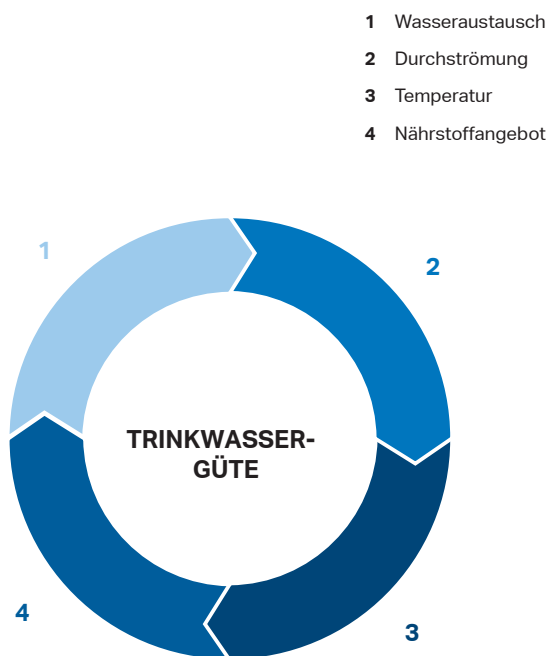 1 Wasseraustausch
2 Durchströmung
3 Temperatur
4 Nährstoffangebot
1
2
TRINKWASSER-
GÜTE
4
3